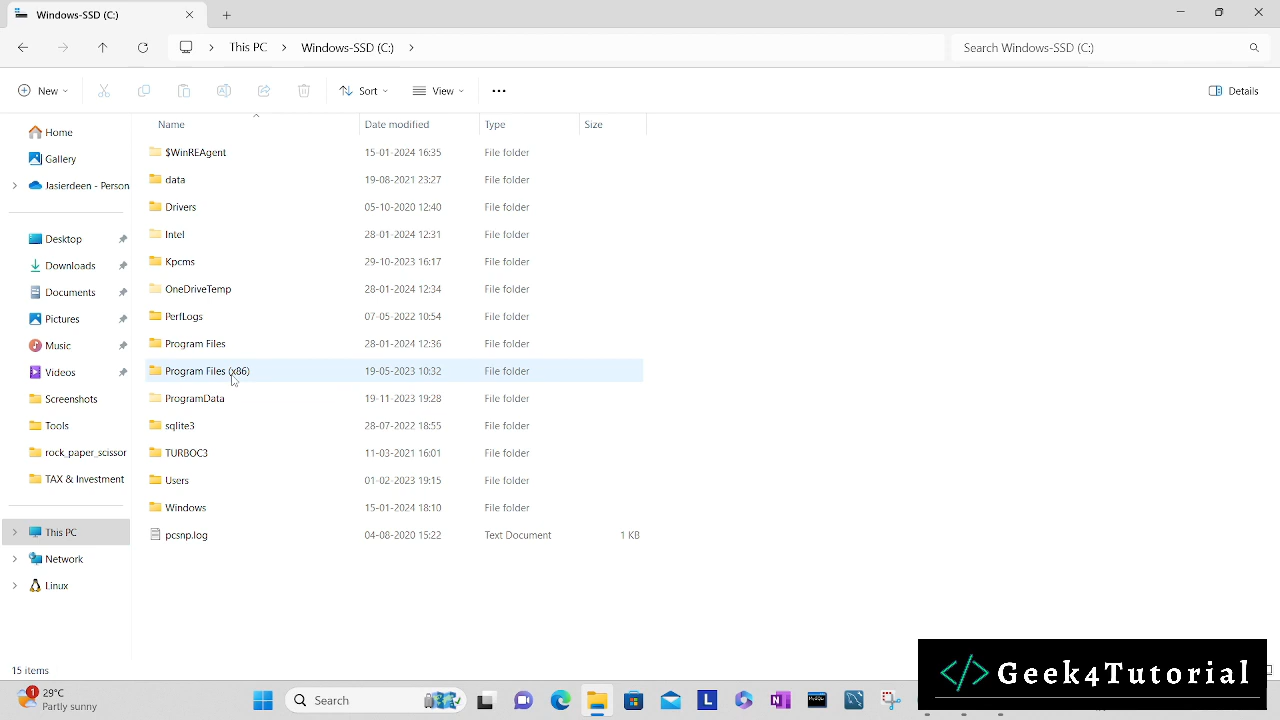 Windows-SSD (C:)
This PC > Windows-SSD (C:) >
Search Windows-SSD (C:)
New
Sort
View
Details
Name Date modified Type Size
$WinREAgent 15-01-2024 16:35 File folder
data 19-08-2021 23:27 File folder
Drivers 05-10-2020 12:40 File folder
Intel 28-01-2024 12:31 File folder
Kpcms 29-10-2023 16:17 File folder
OneDriveTemp 28-01-2024 12:34 File folder
PerfLogs 07-05-2022 10:54 File folder
Program Files 28-01-2024 12:36 File folder
Program Files (x86) 19-05-2023 10:32 File folder
ProgramData 19-11-2023 19:28 File folder
sqlite3 28-07-2022 18:55 File folder
TURBOC3 11-03-2021 16:01 File folder
Users 01-02-2023 19:15 File folder
Windows 15-01-2024 18:10 File folder
pcsnp.log 04-08-2020 15:22 Text Document 1 KB
Home
Gallery
Jasierdeen - Person
Desktop
Downloads
Documents
Pictures
Music
Videos
Screenshots
Tools
rock_paper_scissor
TAX & Investment
This PC
Network
Linux
15 items
1
29°C
Partly sunny
Search
L
N
MySQL
</> Geek4Tutorial